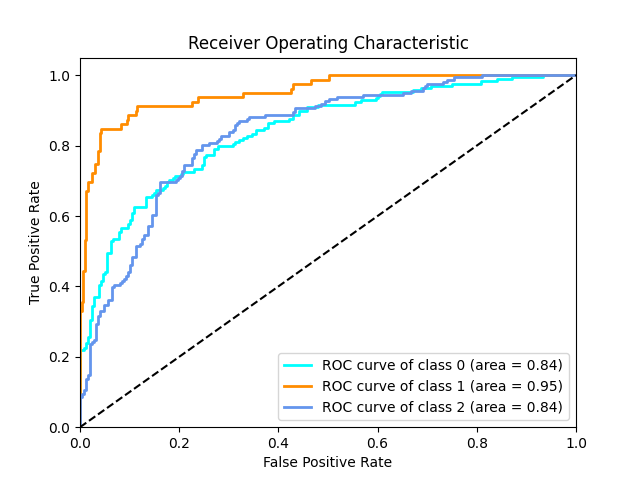 Receiver Operating Characteristic
True Positive Rate
1.0
0.8
0.6
0.4
0.2
0.0
ROC curve of class 0 (area = 0.84)
ROC curve of class 1 (area = 0.95)
ROC curve of class 2 (area = 0.84)
0.0 0.2 0.4 0.6 0.8 1.0
False Positive Rate